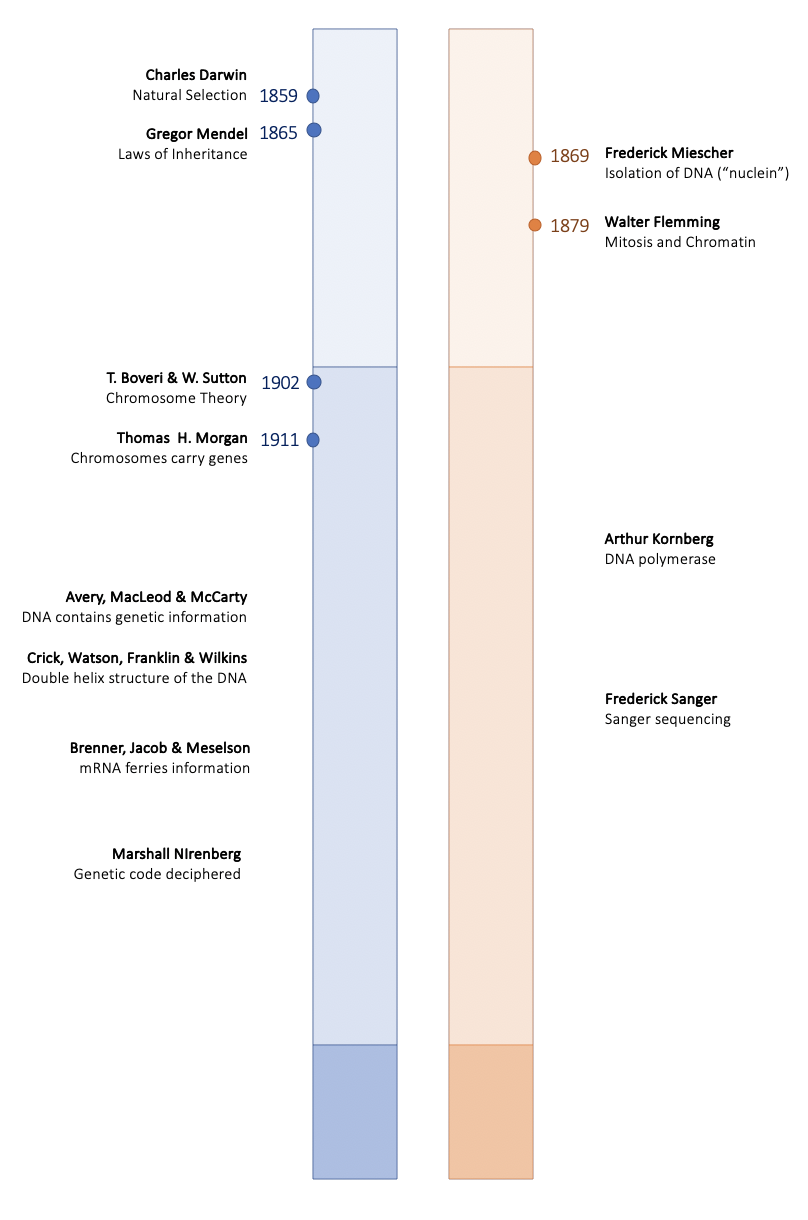 Charles Darwin
Natural Selection
1859
Gregor Mendel
Laws of Inheritance
1865
T. Boveri & W. Sutton
Chromosome Theory
1902
Thomas H. Morgan
Chromosomes carry genes
1911
Avery, MacLeod & McCarty
DNA contains genetic information
Crick, Watson, Franklin & Wilkins
Double helix structure of the DNA
Brenner, Jacob & Meselson
mRNA ferries information
Marshall NIrenberg
Genetic code deciphered
1869
Frederick Miescher
Isolation of DNA (“nuclein”)
1879
Walter Flemming
Mitosis and Chromatin
Arthur Kornberg
DNA polymerase
Frederick Sanger
Sanger sequencing